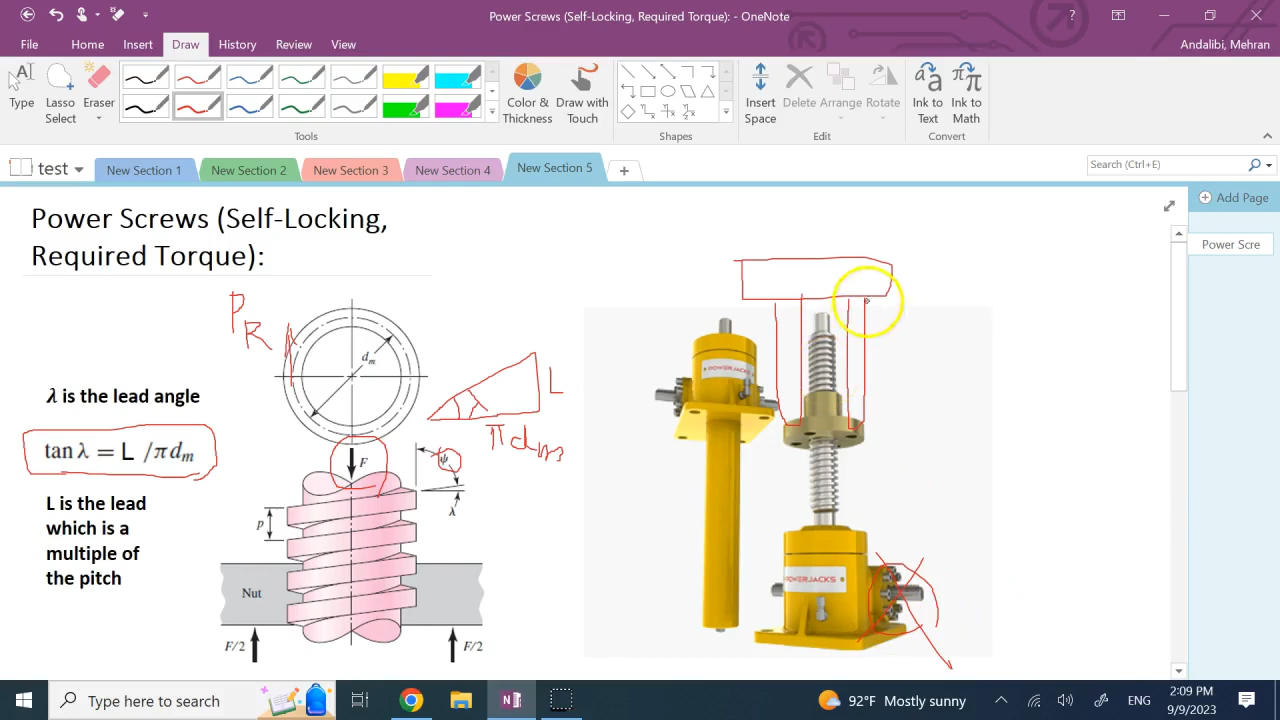 Power Screws (Self-Locking, Required Torque): - OneNote
Andalibi, Mehran
File Home Insert Draw History Review View
Type
Lasso Select
Eraser
Color & Thickness
Draw with Touch
Insert Space
Delete
Arrange
Rotate
Ink to Text
Ink to Math
Tools
Shapes
Edit
Convert
test
New Section 1
New Section 2
New Section 3
New Section 4
New Section 5
Search (Ctrl+E)
Add Page
Power Scre
Power Screws (Self-Locking,
Required Torque):
P_R
d_m
L
πd_m
λ is the lead angle
tan λ = L /πd_m
F
ψ
λ
p
L is the lead
which is a
multiple of
the pitch
Nut
F/2
F/2
POWERJACKS
POWERJACKS
Type here to search
92°F Mostly sunny
ENG
2:09 PM
9/9/2023